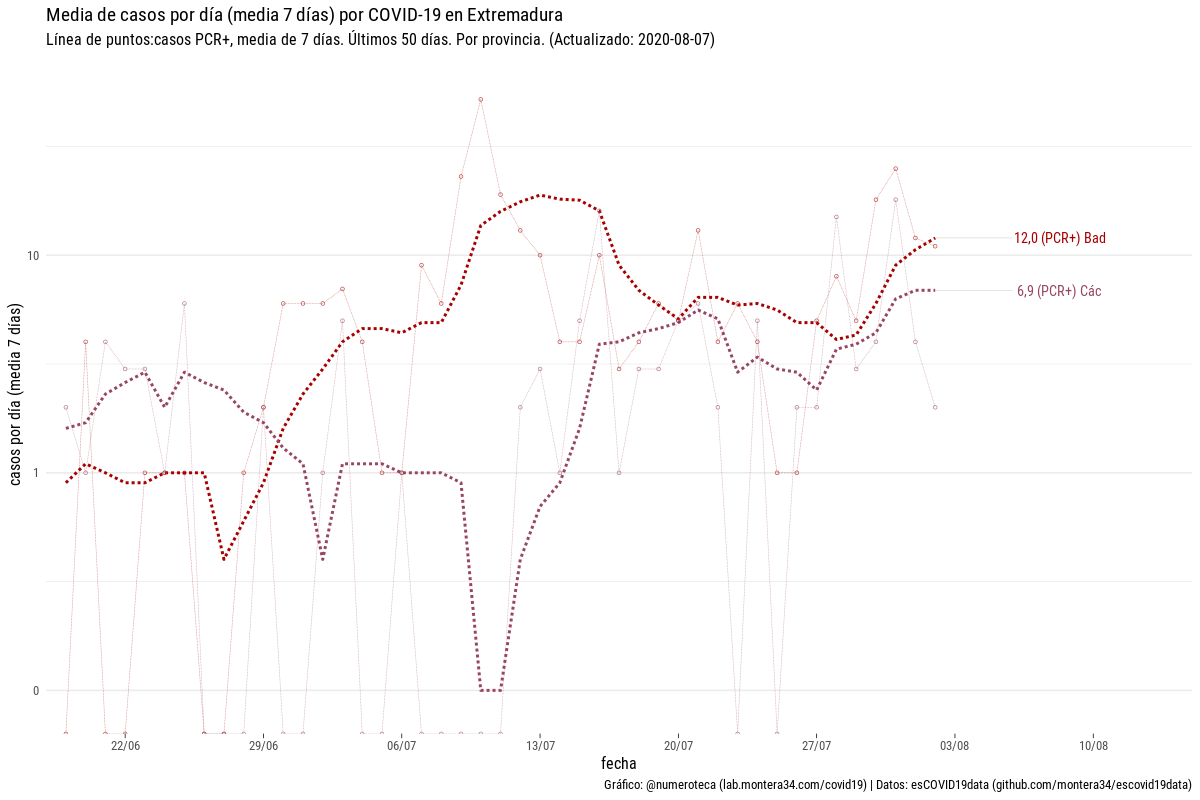 Media de casos por día (media 7 días) por COVID-19 en Extremadura
Línea de puntos:casos PCR+, media de 7 días. Últimos 50 días. Por provincia. (Actualizado: 2020-08-07)
casos por día (media 7 días)
10
1
0
12,0 (PCR+) Bad
6,9 (PCR+) Các
22/06 29/06 06/07 13/07 20/07 27/07 03/08 10/08
fecha
Gráfico: @numeroteca (lab.montera34.com/covid19) | Datos: esCOVID19data (github.com/montera34/escovid19data)